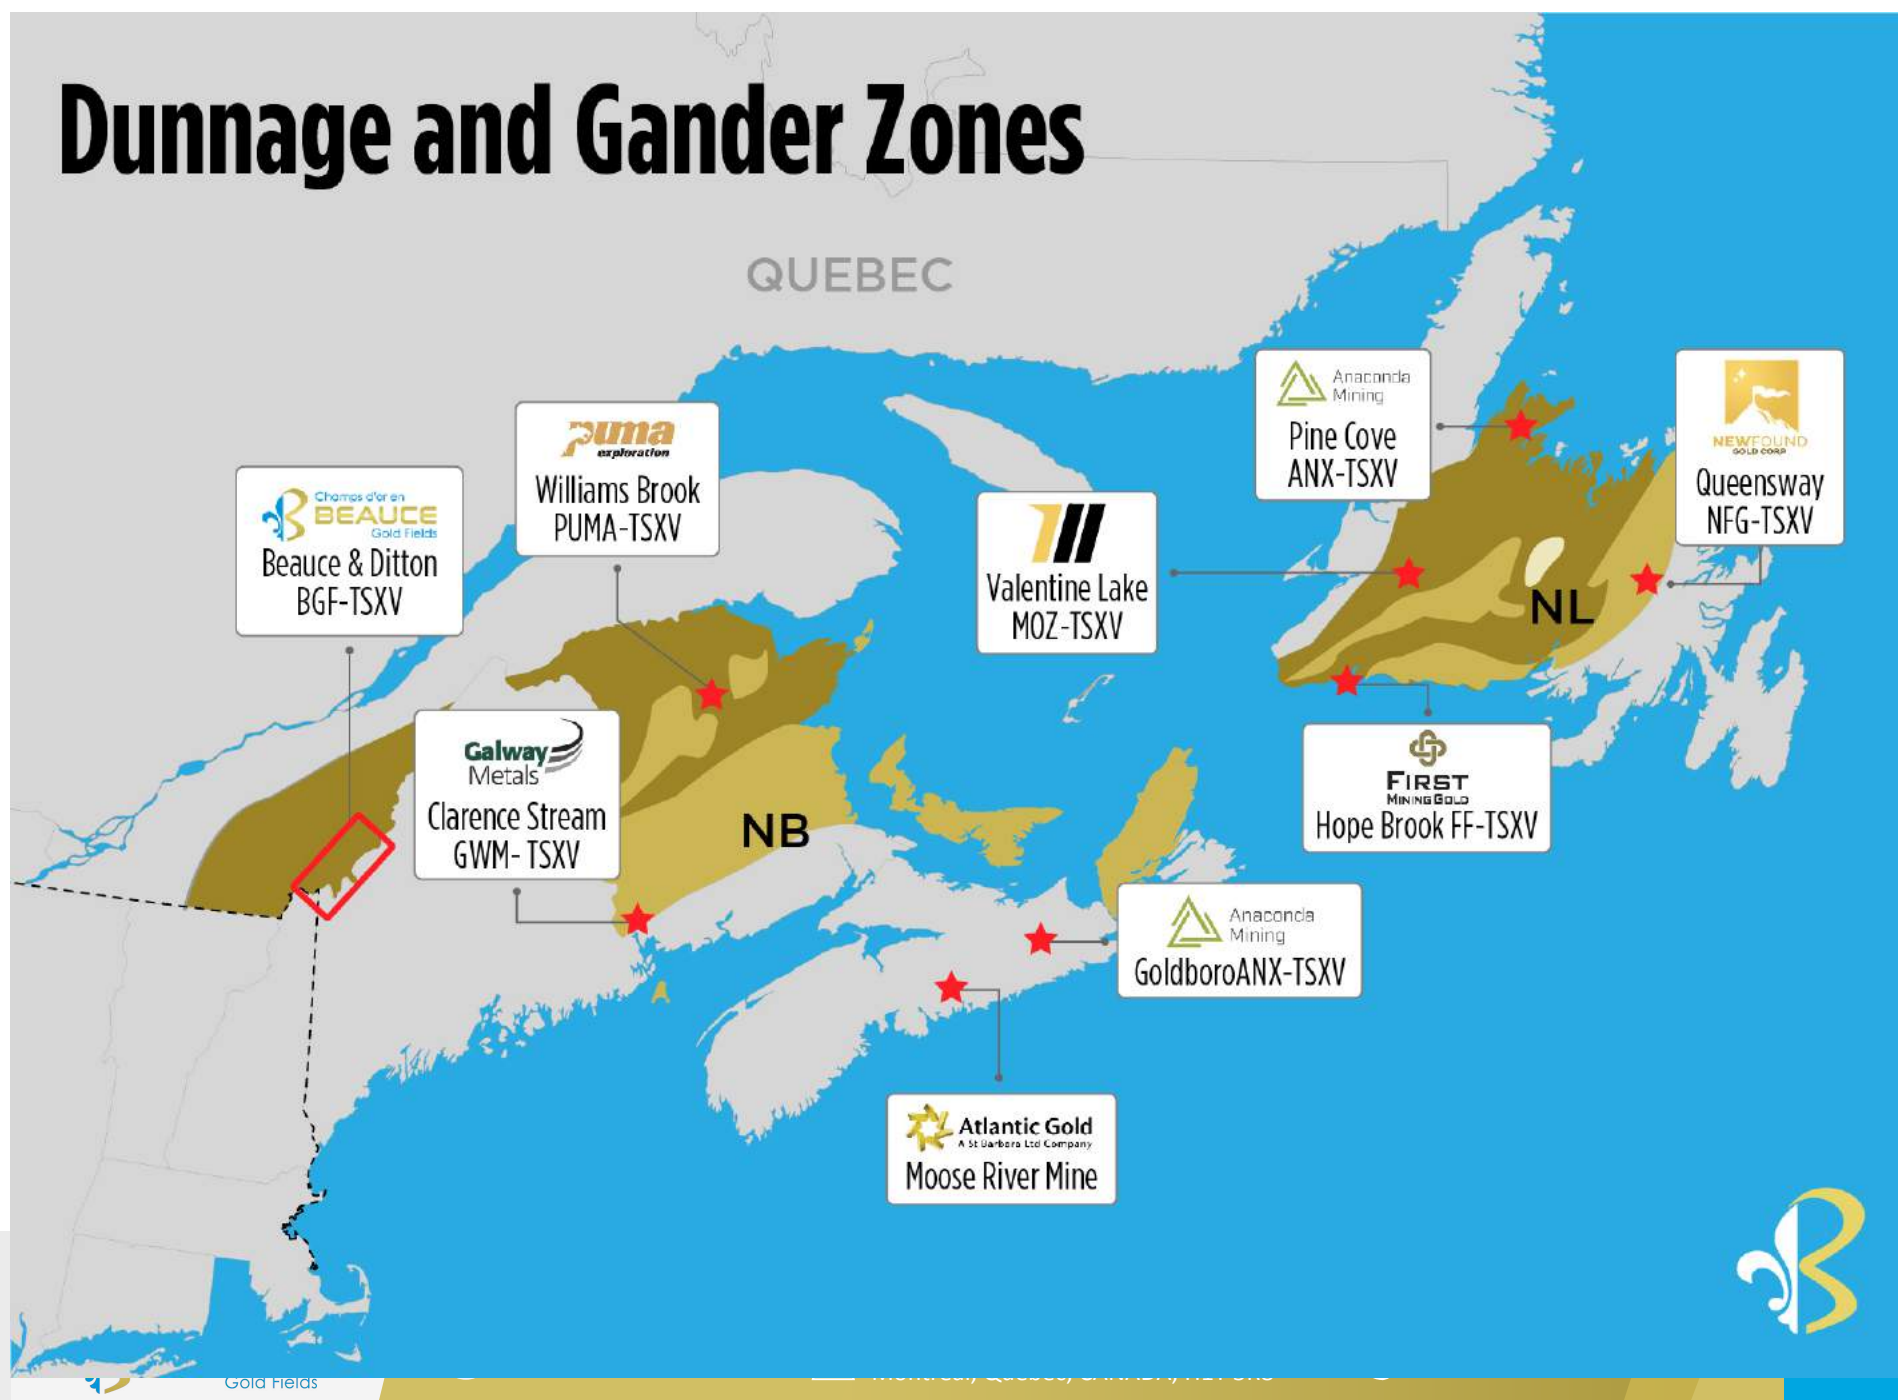 Dunnage and Gander Zones
QUEBEC
Anaconda
Mining
Pine Cove
ANX-TSXV
NEWFOUND
GOLD CORP
Queensway
NFG-TSXV
puma
exploration
Williams Brook
PUMA-TSXV
Champs d'or en
BEAUCE
Gold Fields
Beauce & Ditton
BGF-TSXV
Valentine Lake
MOZ-TSXV
NL
Galway
Metals
Clarence Stream
GWM- TSXV
NB
FIRST
MINING GOLD
Hope Brook FF-TSXV
Anaconda
Mining
GoldboroANX-TSXV
Atlantic Gold
A St Barbara Ltd Company
Moose River Mine
Gold Fields